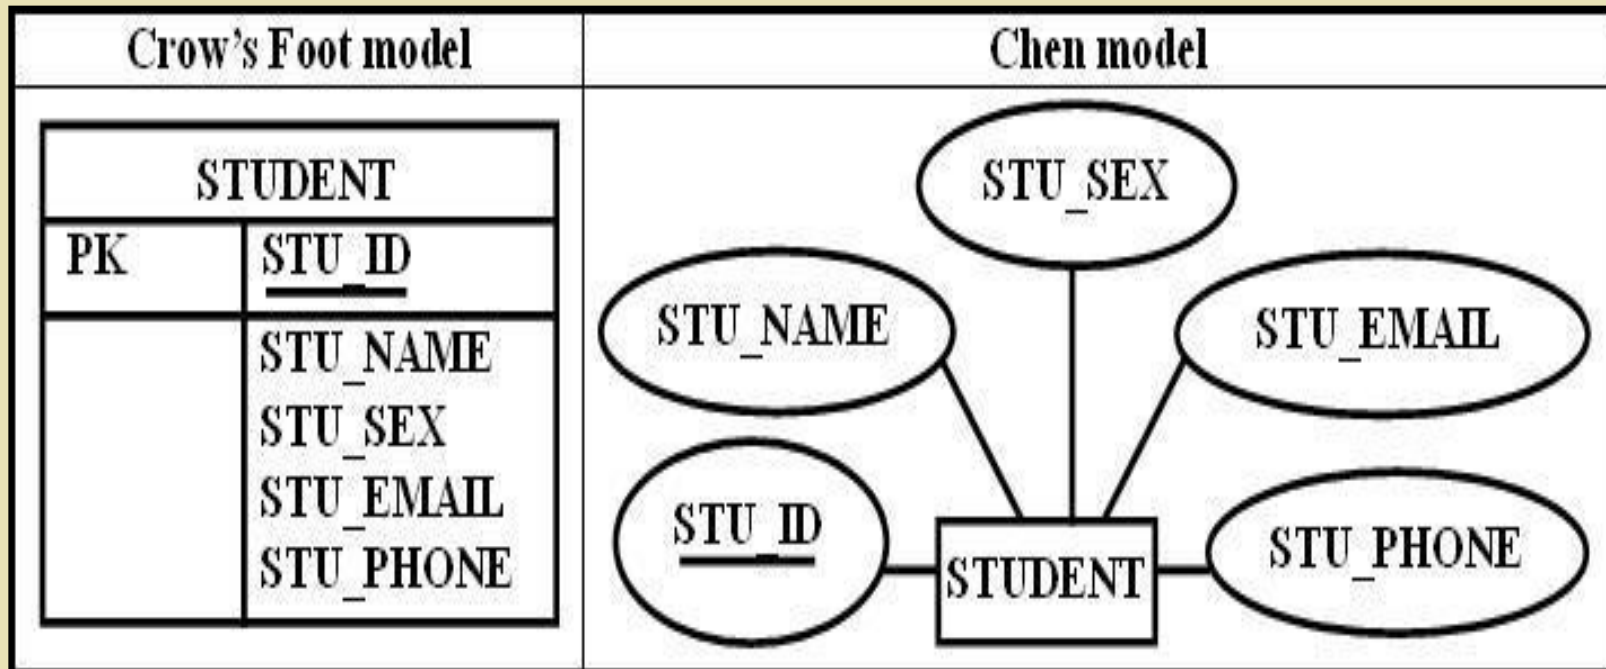 Crow's Foot model
Chen model
STUDENT
PK STU_ID
STU_NAME
STU_SEX
STU_EMAIL
STU_PHONE
STU_SEX
STU_NAME
STU_EMAIL
STU_ID
STUDENT
STU_PHONE